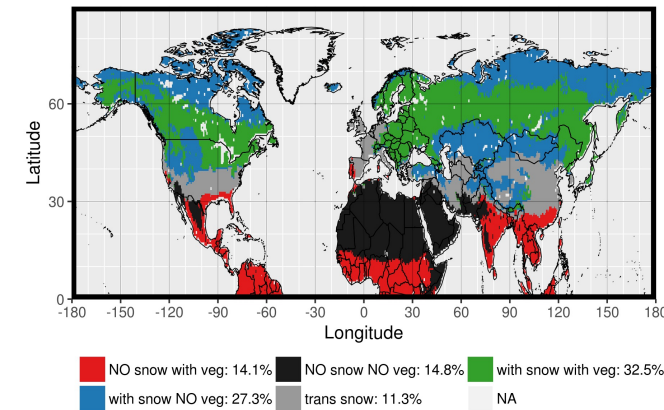 Latitude
60
30
0
-180 -150 -120 -90 -60 -30 0 30 60 90 120 150 180
Longitude
NO snow with veg: 14.1% NO snow NO veg: 14.8% with snow with veg: 32.5%
with snow NO veg: 27.3% trans snow: 11.3% NA